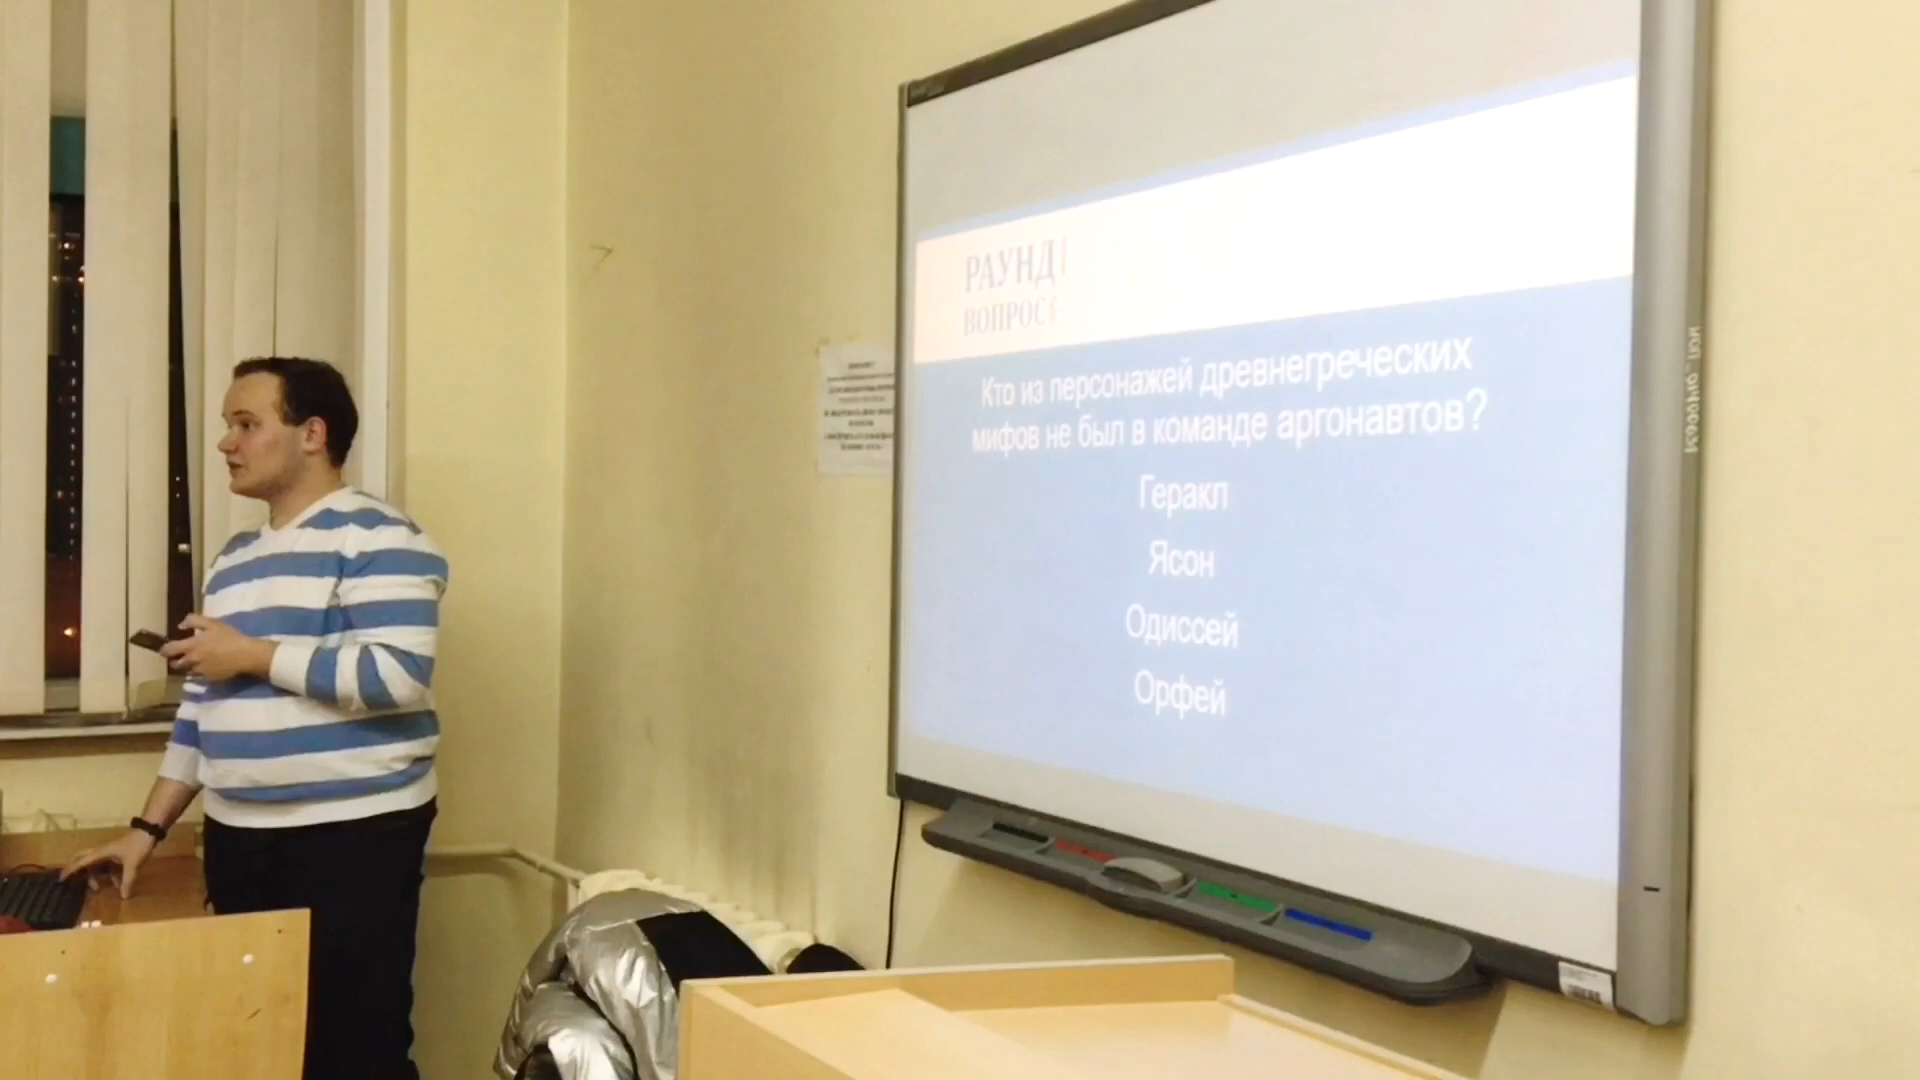 РАУНД
ВОПРОС
Кто из персонажей древнегреческих
мифов не был в команде аргонавтов?
Геракл
Ясон
Одиссей
Орфей